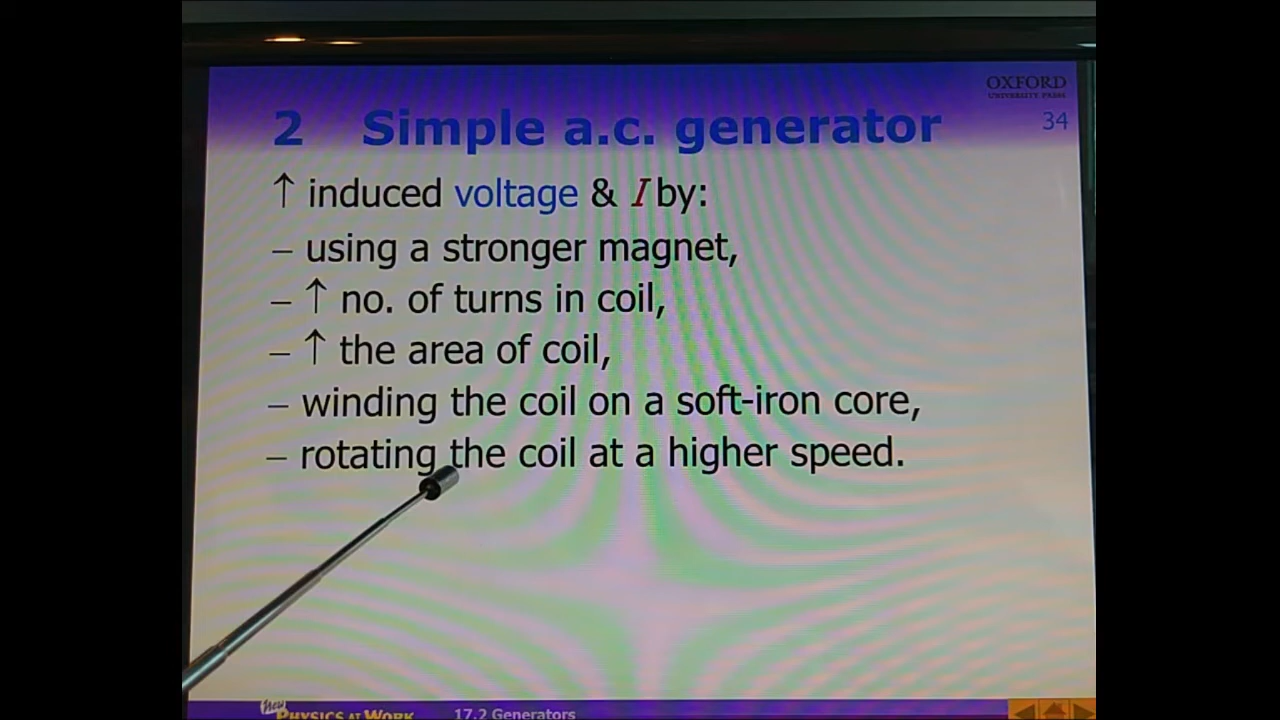 OXFORD
UNIVERSITY PRESS
2 Simple a.c. generator
34
↑ induced voltage & I by:
– using a stronger magnet,
– ↑ no. of turns in coil,
– ↑ the area of coil,
– winding the coil on a soft-iron core,
– rotating the coil at a higher speed.
New
PHYSICS AT WORK
17.2 Generators